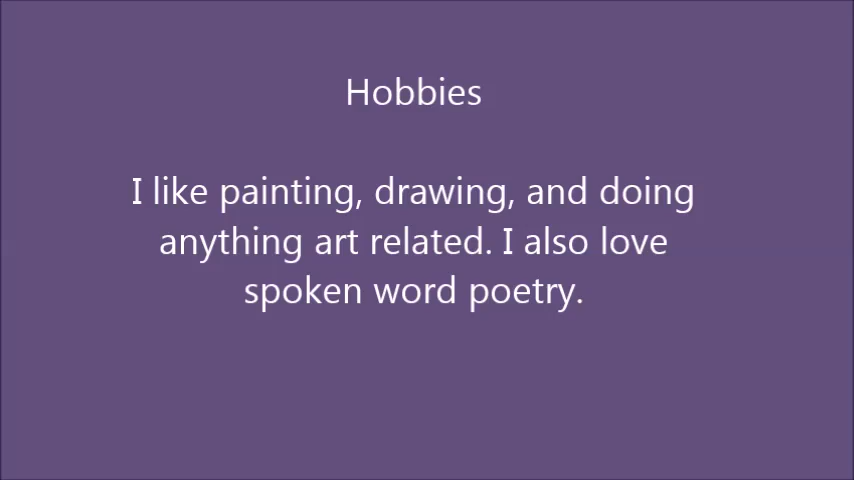 Hobbies
I like painting, drawing, and doing
anything art related. I also love
spoken word poetry.